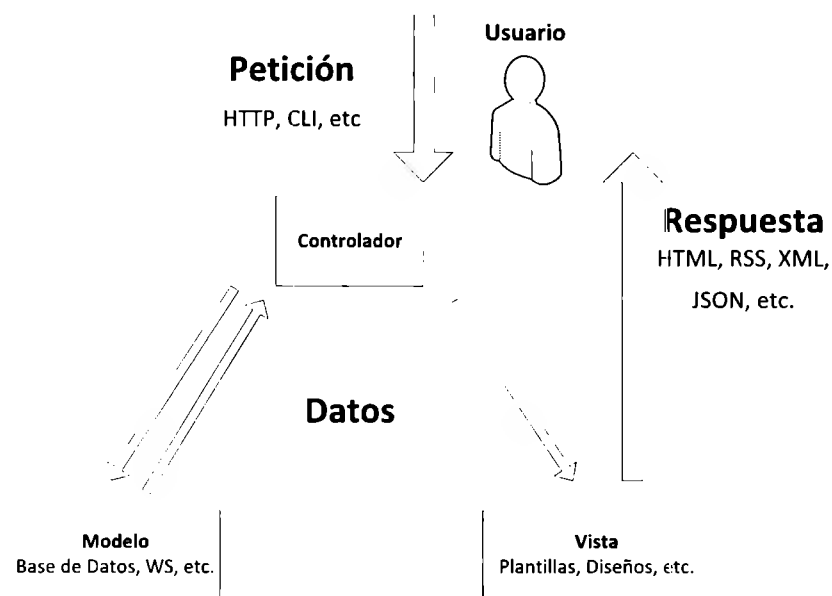 Usuario
Petición
HTTP, CLI, etc
Respuesta
HTML, RSS, XML,
JSON, etc.
Controlador
Datos
Modelo
Base de Datos, WS, etc.
Vista
Plantillas, Diseños, etc.